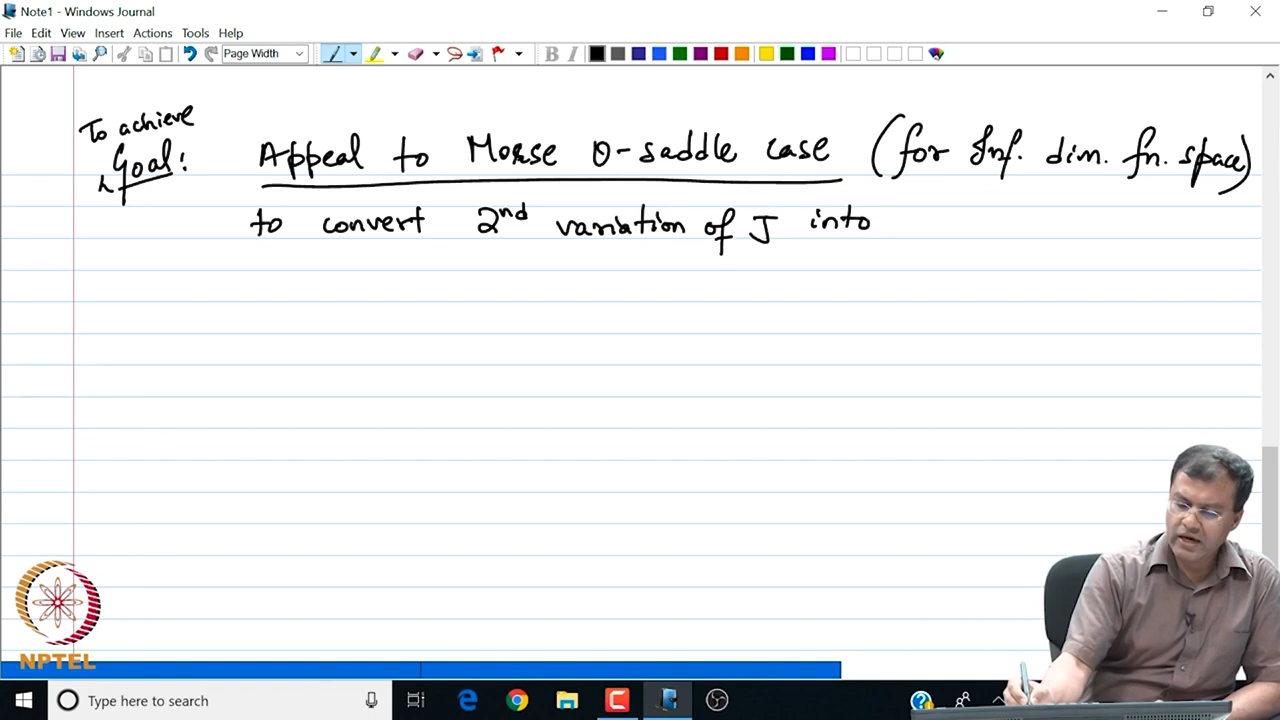 Note1 - Windows Journal
File Edit View Insert Actions Tools Help
Page Width
B I
To achieve
Goal:
Appeal to Morse 0-saddle case (for Inf. dim. fn. space)
to convert 2nd variation of J into
NPTEL
Type here to search